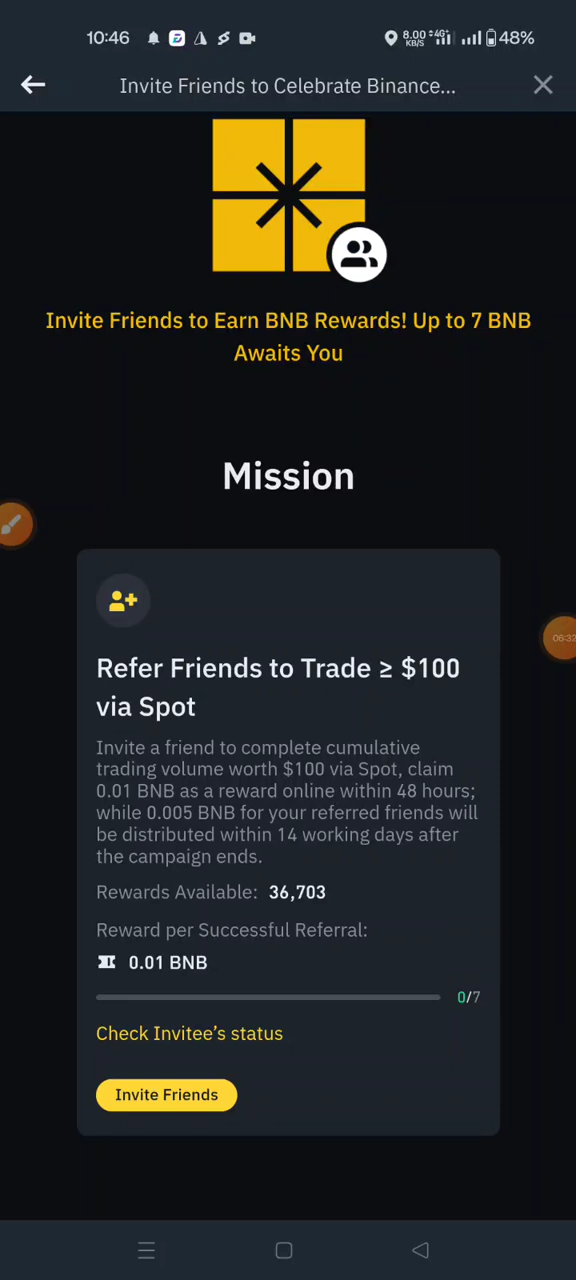 10:46
8.00 KB/S 4G 48%
Invite Friends to Celebrate Binance...
Invite Friends to Earn BNB Rewards! Up to 7 BNB
Awaits You
Mission
06:32
Refer Friends to Trade ≥ $100
via Spot
Invite a friend to complete cumulative
trading volume worth $100 via Spot, claim
0.01 BNB as a reward online within 48 hours;
while 0.005 BNB for your referred friends will
be distributed within 14 working days after
the campaign ends.
Rewards Available: 36,703
Reward per Successful Referral:
0.01 BNB
0/7
Check Invitee's status
Invite Friends